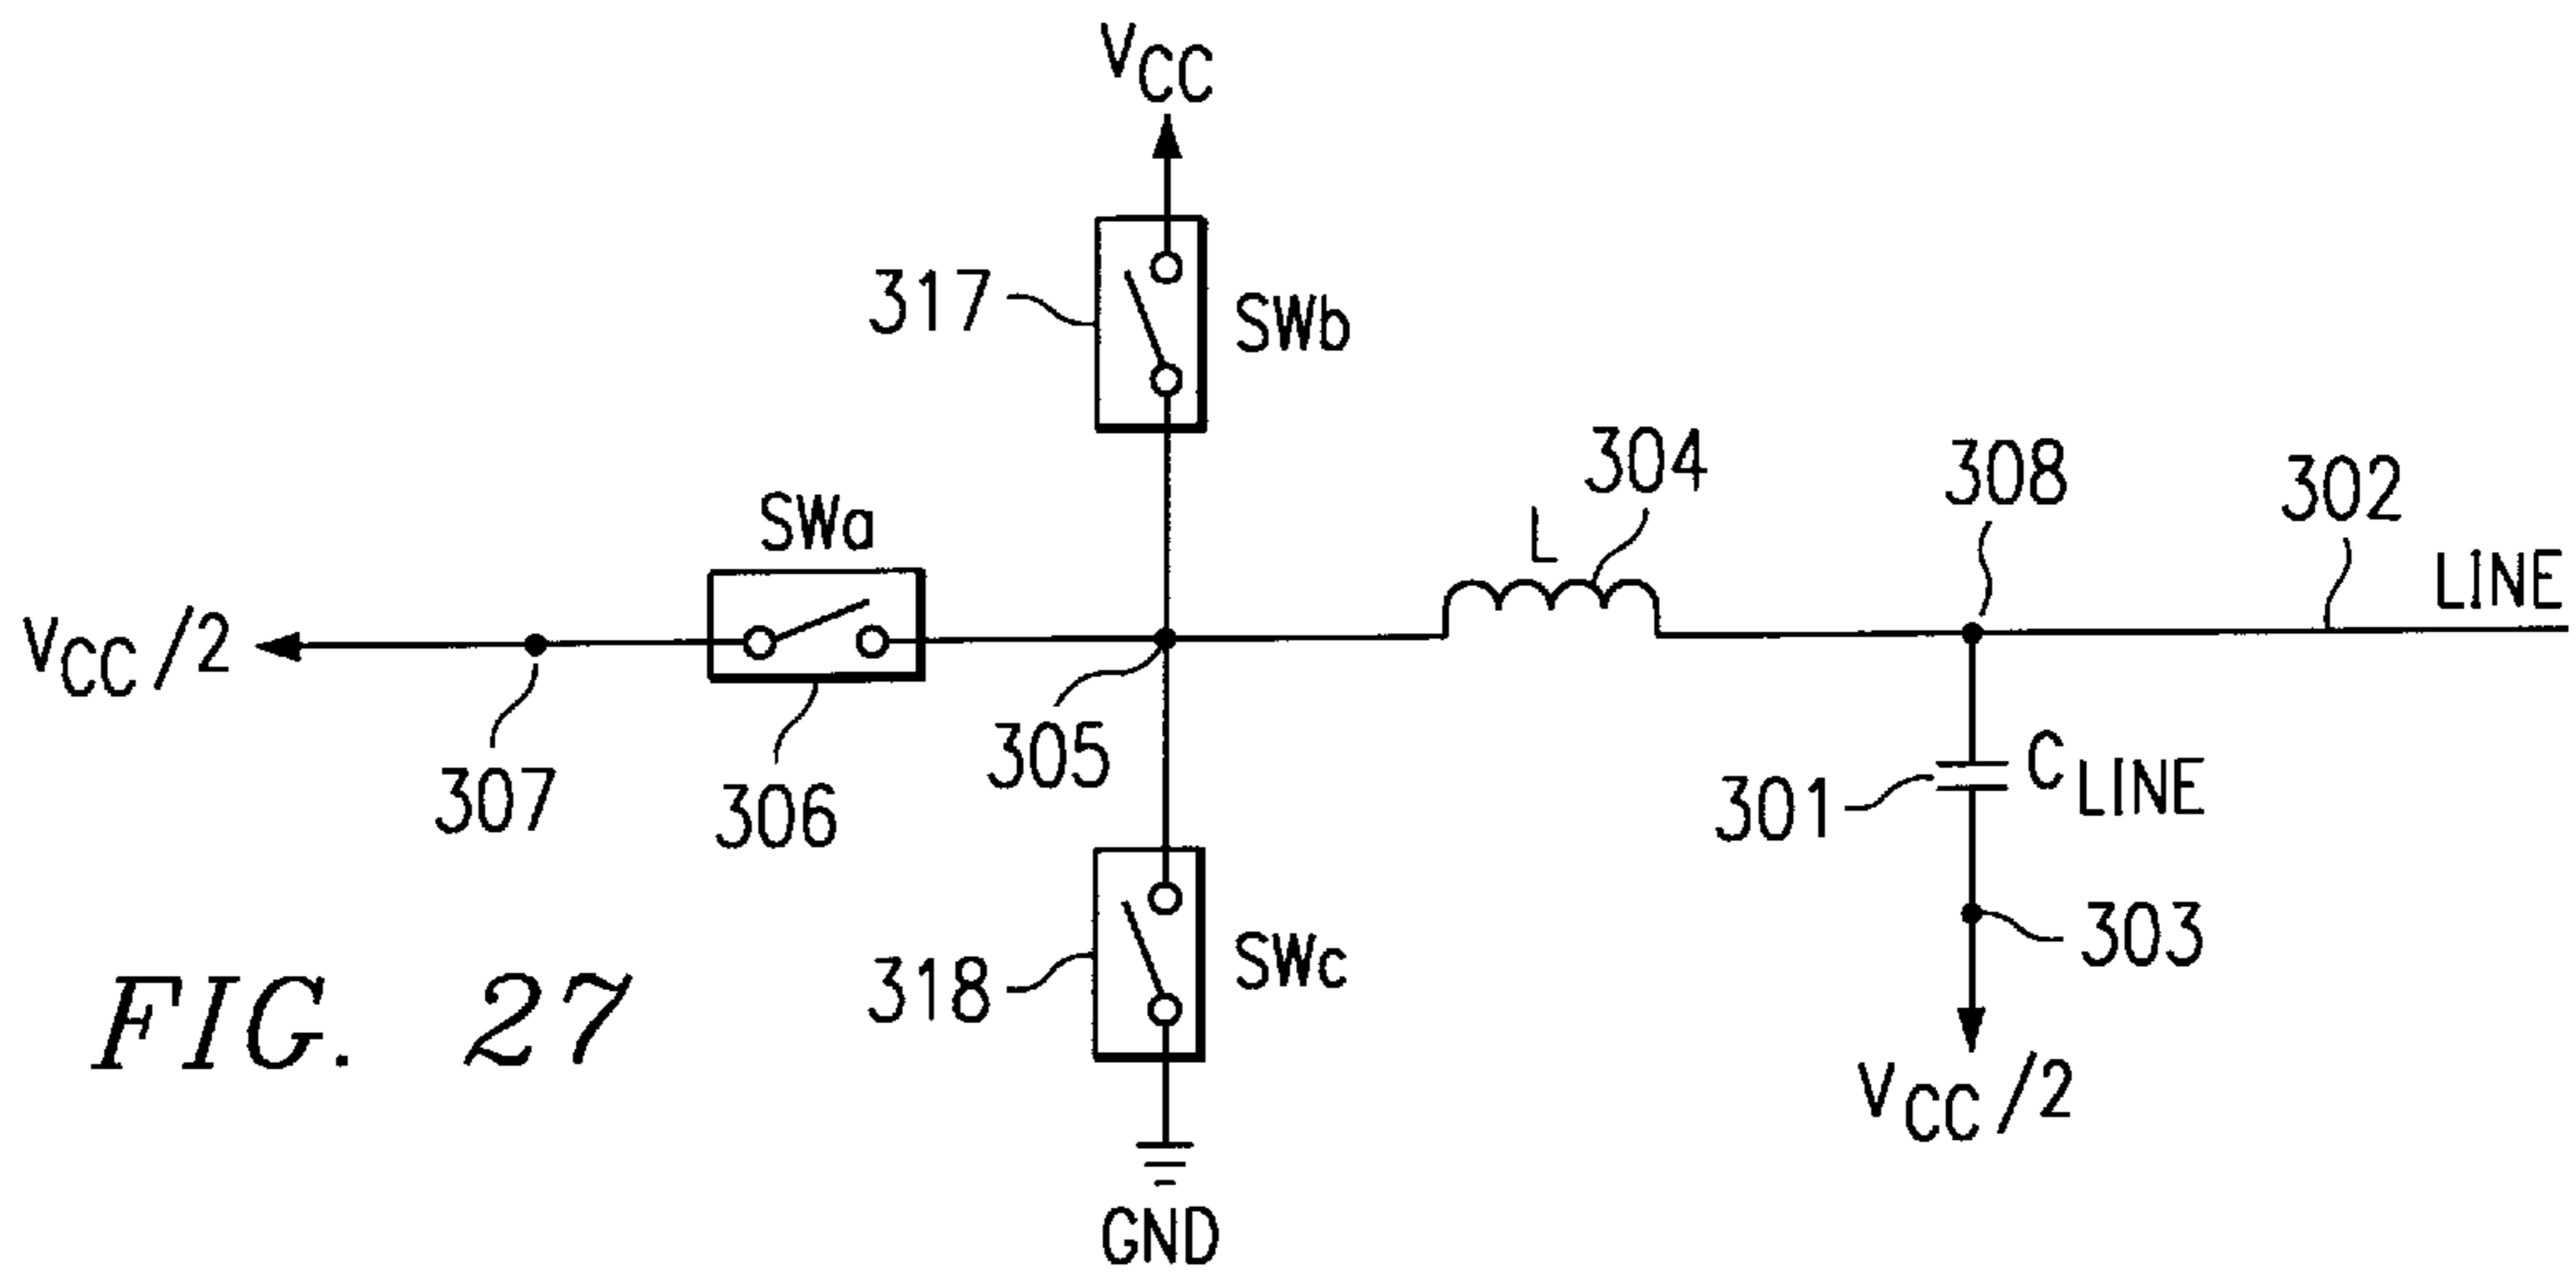 VCC
317
SWb
304
308
302
L
LINE
SWa
VCC/2
307
306
305
301
CLINE
303
318
SWc
VCC/2
GND
FIG. 27